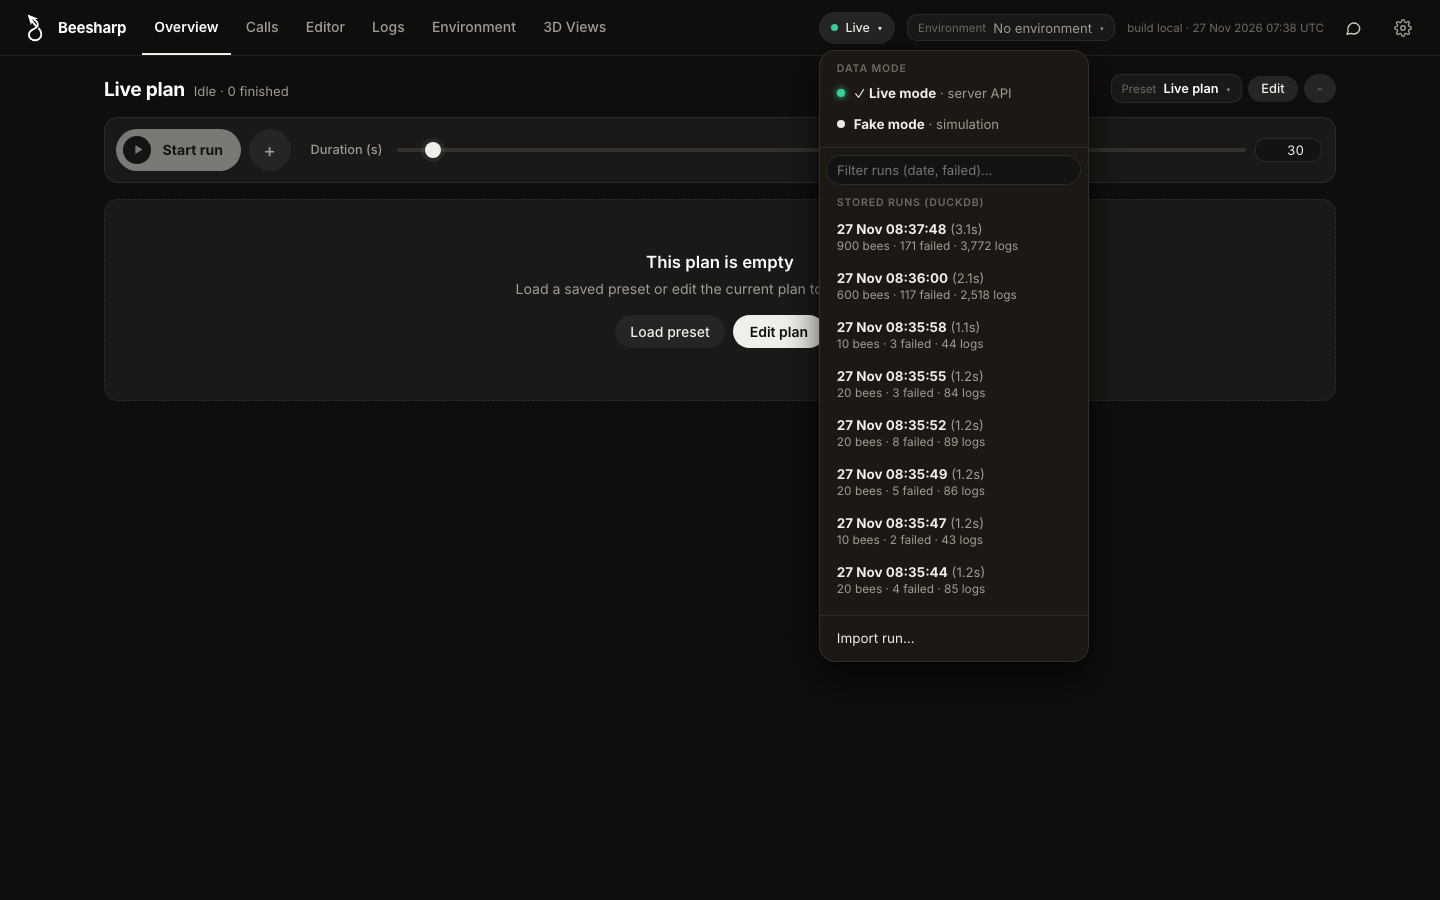 Beesharp Overview Calls Editor Logs Environment 3D Views Live Environment No environment build local · 27 Nov 2026 07:38 UTC
DATA MODE
✓ Live mode · server API
Fake mode · simulation
Filter runs (date, failed)...
STORED RUNS (DUCKDB)
27 Nov 08:37:48 (3.1s)
900 bees · 171 failed · 3,772 logs
27 Nov 08:36:00 (2.1s)
600 bees · 117 failed · 2,518 logs
27 Nov 08:35:58 (1.1s)
10 bees · 3 failed · 44 logs
27 Nov 08:35:55 (1.2s)
20 bees · 3 failed · 84 logs
27 Nov 08:35:52 (1.2s)
20 bees · 8 failed · 89 logs
27 Nov 08:35:49 (1.2s)
20 bees · 5 failed · 86 logs
27 Nov 08:35:47 (1.2s)
10 bees · 2 failed · 43 logs
27 Nov 08:35:44 (1.2s)
20 bees · 4 failed · 85 logs
Import run...
Live plan Idle · 0 finished Preset Live plan Edit
Start run + Duration (s) 30
This plan is empty
Load a saved preset or edit the current plan
Load preset Edit plan